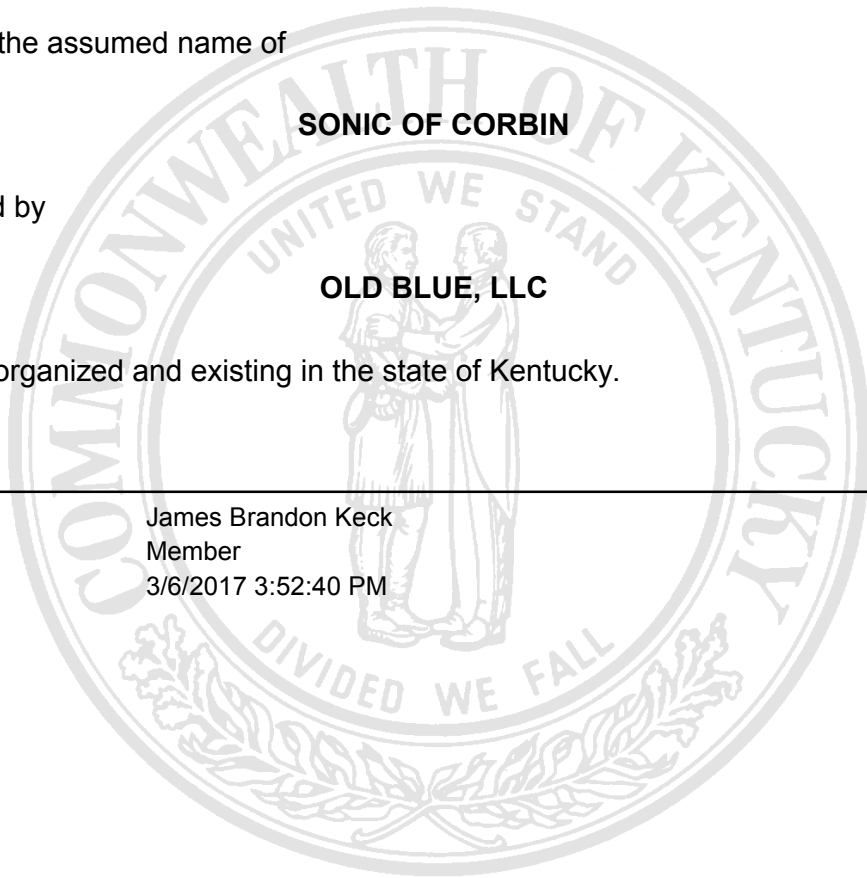 the assumed name of
SONIC OF CORBIN
d by
OLD BLUE, LLC
organized and existing in the state of Kentucky.
James Brandon Keck
Member
3/6/2017 3:52:40 PM
COMMONWEALTH OF KENTUCKY
UNITED WE STAND
DIVIDED WE FALL